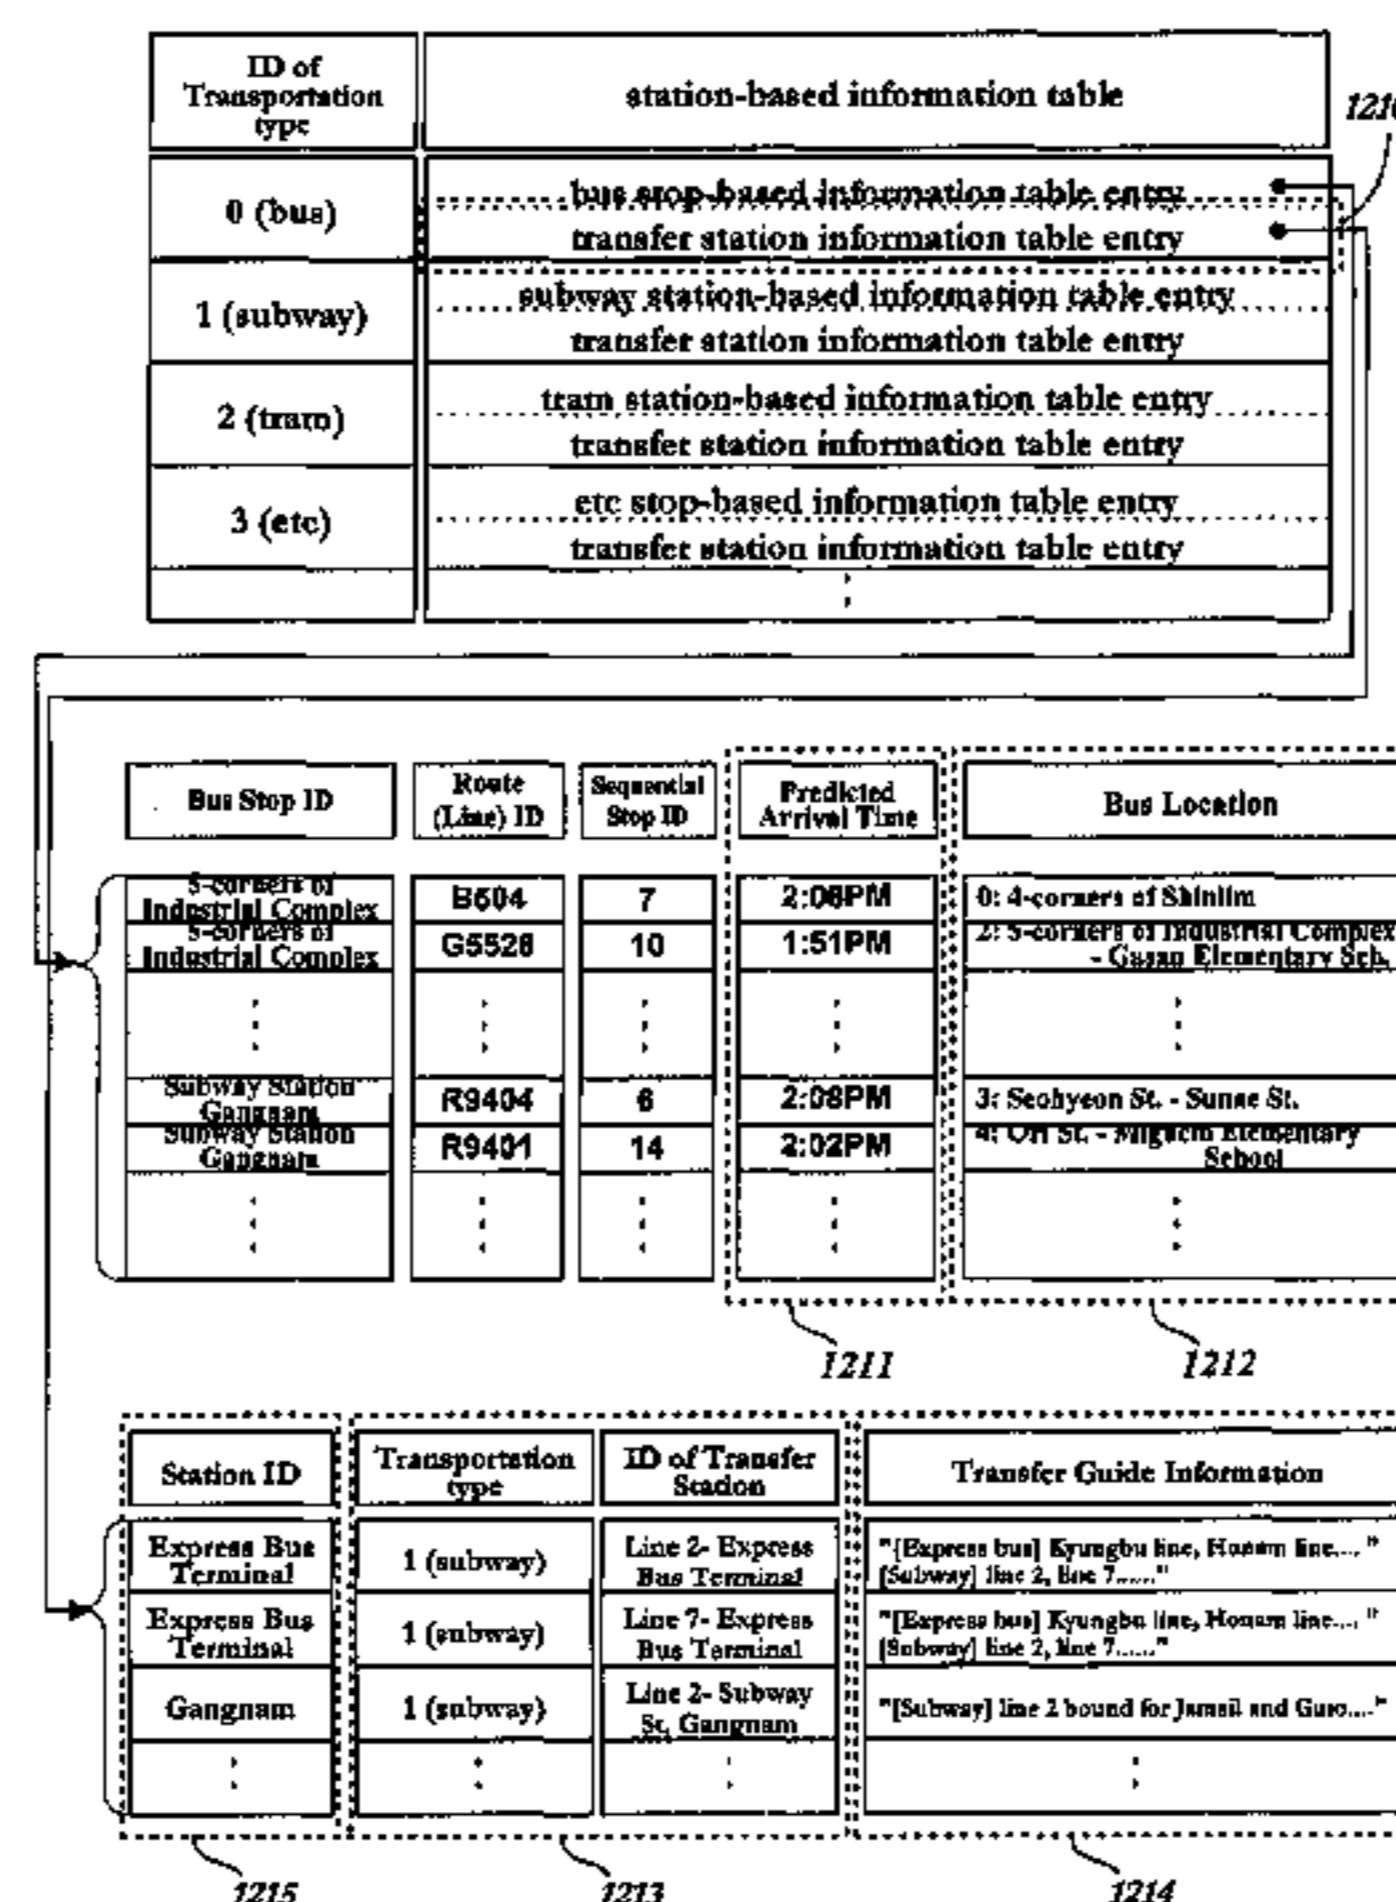 ID of
Transportation
type
station-based information table
0 (bus)
bus stop-based information table entry
transfer station information table entry
1 (subway)
subway station-based information table entry
transfer station information table entry
2 (tram)
tram station-based information table entry
transfer station information table entry
3 (etc)
etc stop-based information table entry
transfer station information table entry
Bus Stop ID
Route
(Line) ID
Sequential
Stop ID
Predicted
Arrival Time
Bus Location
5-corners of
Industrial Complex
B504
7
2:08PM
0: 4-corners of Shinlim
5-corners of
Industrial Complex
G5528
10
1:51PM
2: 5-corners of Industrial Complex
- Gasan Elementary Sch.
Subway Station
Gangnam
R9404
6
2:08PM
3: Seohyeon St. - Sunae St.
Subway Station
Gangnam
R9401
14
2:02PM
4: Ori St. - Migum Elementary
School
1211
1212
Station ID
Transportation
type
ID of Transfer
Station
Transfer Guide Information
Express Bus
Terminal
1 (subway)
Line 2- Express
Bus Terminal
"[Express bus] Kyungbu line, Honam line.... "
[Subway] line 2, line 7......"
Express Bus
Terminal
1 (subway)
Line 7- Express
Bus Terminal
"[Express bus] Kyungbu line, Honam line.... "
[Subway] line 2, line 7......"
Gangnam
1 (subway)
Line 2- Subway
St. Gangnam
"[Subway] line 2 bound for Jamsil and Guro...."
1215
1213
1214